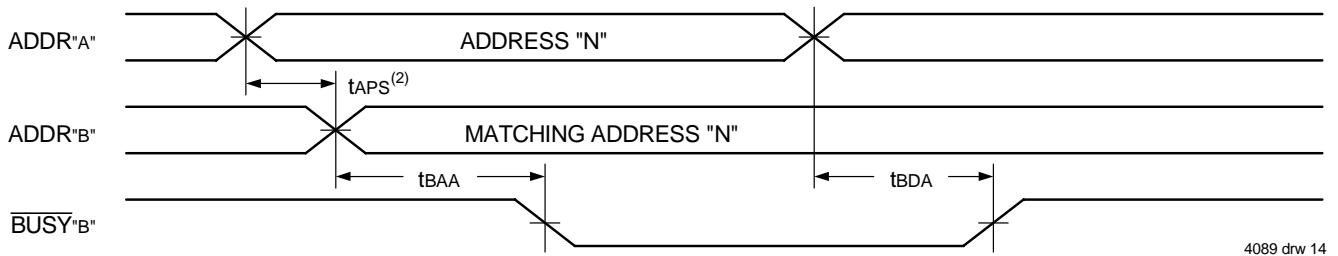 ADDR"A" ADDRESS "N"
tAPS(2)
ADDR"B" MATCHING ADDRESS "N"
tBAA tBDA
BUSY"B"
4089 drw 14